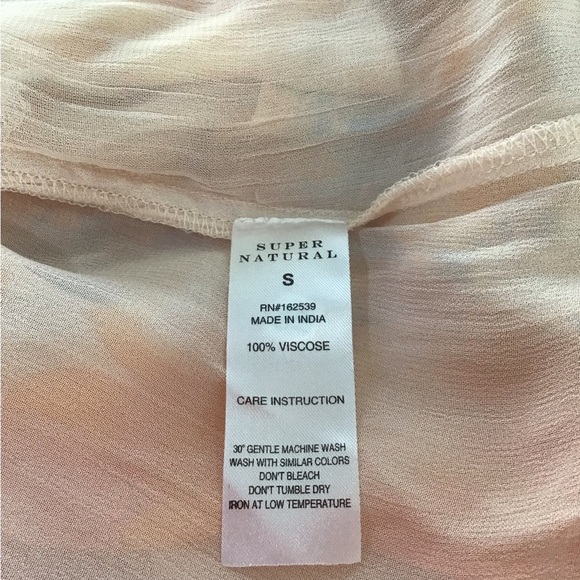 SUPER
NATURAL
S
RN#162539
MADE IN INDIA
100% VISCOSE
CARE INSTRUCTION
30° GENTLE MACHINE WASH
WASH WITH SIMILAR COLORS
DON'T BLEACH
DON'T TUMBLE DRY
IRON AT LOW TEMPERATURE